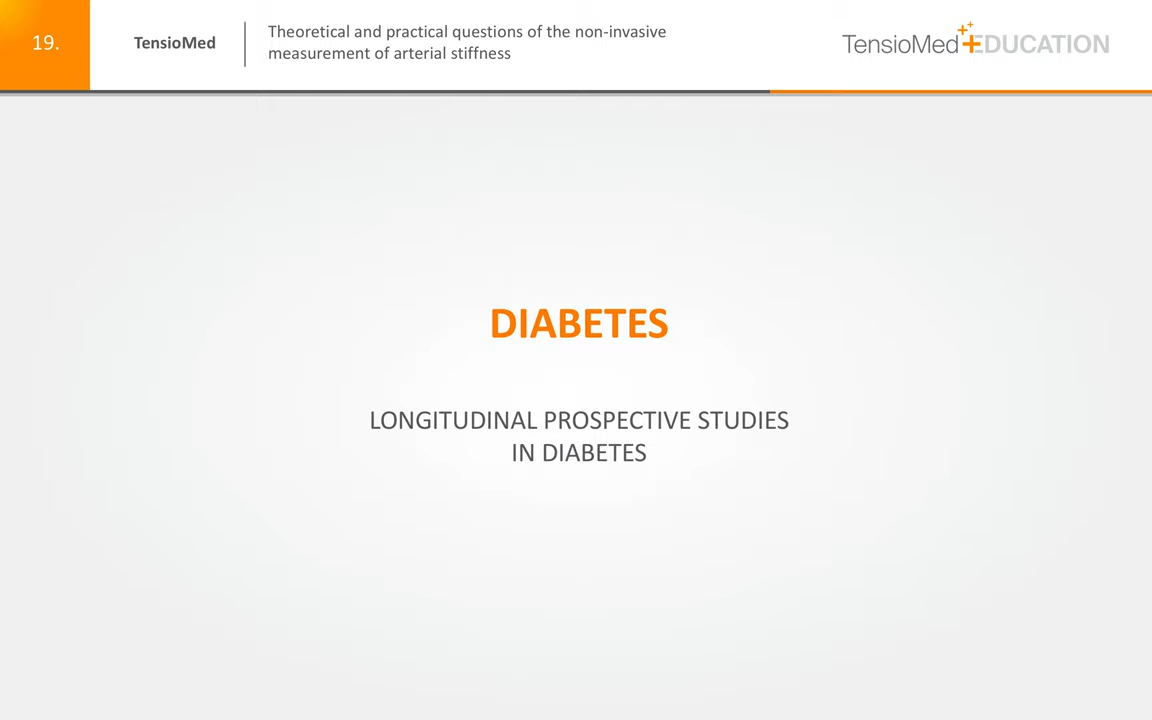 19.
TensioMed
Theoretical and practical questions of the non-invasive
measurement of arterial stiffness
TensioMed EDUCATION
DIABETES
LONGITUDINAL PROSPECTIVE STUDIES
IN DIABETES